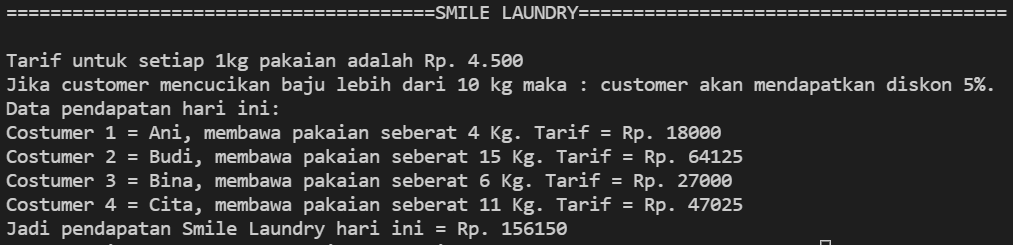 =======================================SMILE LAUNDRY=======================================
Tarif untuk setiap 1kg pakaian adalah Rp. 4.500
Jika customer mencucikan baju lebih dari 10 kg maka : customer akan mendapatkan diskon 5%.
Data pendapatan hari ini:
Costumer 1 = Ani, membawa pakaian seberat 4 Kg. Tarif = Rp. 18000
Costumer 2 = Budi, membawa pakaian seberat 15 Kg. Tarif = Rp. 64125
Costumer 3 = Bina, membawa pakaian seberat 6 Kg. Tarif = Rp. 27000
Costumer 4 = Cita, membawa pakaian seberat 11 Kg. Tarif = Rp. 47025
Jadi pendapatan Smile Laundry hari ini = Rp. 156150